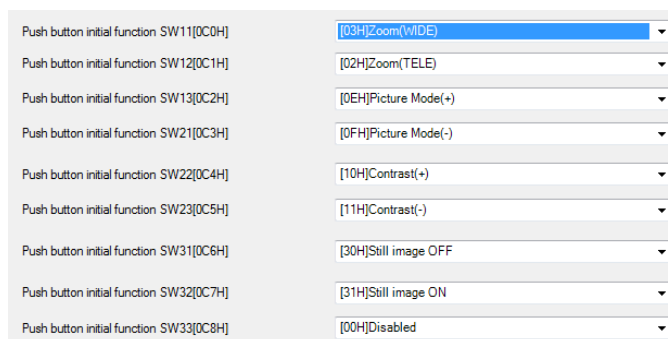 Push button initial function SW11[0C0H] [03H]Zoom(WIDE)
Push button initial function SW12[0C1H] [02H]Zoom(TELE)
Push button initial function SW13[0C2H] [0EH]Picture Mode(+)
Push button initial function SW21[0C3H] [0FH]Picture Mode(-)
Push button initial function SW22[0C4H] [10H]Contrast(+)
Push button initial function SW23[0C5H] [11H]Contrast(-)
Push button initial function SW31[0C6H] [30H]Still image OFF
Push button initial function SW32[0C7H] [31H]Still image ON
Push button initial function SW33[0C8H] [00H]Disabled